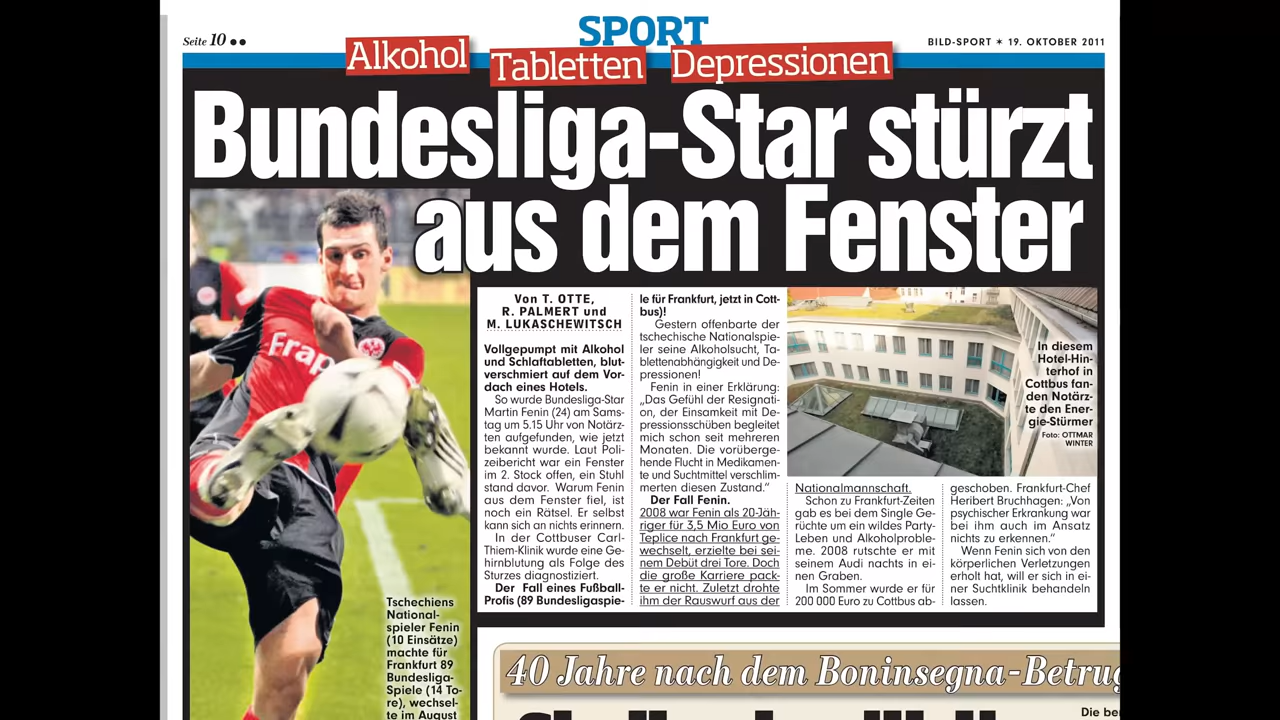 Seite 10 ●●
SPORT
BILD-SPORT ✶ 19. OKTOBER 2011
Alkohol
Tabletten
Depressionen
Bundesliga-Star stürzt
aus dem Fenster
Frap
Von T. OTTE,
R. PALMERT und
M. LUKASCHEWITSCH
Vollgepumpt mit Alkohol
und Schlaftabletten, blut-
verschmiert auf dem Vor-
dach eines Hotels.
So wurde Bundesliga-Star
Martin Fenin (24) am Sams-
tag um 5.15 Uhr von Notärz-
ten aufgefunden, wie jetzt
bekannt wurde. Laut Poli-
zeibericht war ein Fenster
im 2. Stock offen, ein Stuhl
stand davor. Warum Fenin
aus dem Fenster fiel, ist
noch ein Rätsel. Er selbst
kann sich an nichts erinnern.
In der Cottbuser Carl-
Thiem-Klinik wurde eine Ge-
hirnblutung als Folge des
Sturzes diagnostiziert.
Der Fall eines Fußball-
Profis (89 Bundesligaspie-
le für Frankfurt, jetzt in Cott-
bus)!
Gestern offenbarte der
tschechische Nationalspie-
ler seine Alkoholsucht, Ta-
blettenabhängigkeit und De-
pressionen!
Fenin in einer Erklärung:
„Das Gefühl der Resignati-
on, der Einsamkeit mit De-
pressionsschüben begleitet
mich schon seit mehreren
Monaten. Die vorüberge-
hende Flucht in Medikamen-
te und Suchtmittel verschlim-
merten diesen Zustand.“
Der Fall Fenin.
2008 war Fenin als 20-Jäh-
riger für 3,5 Mio Euro von
Teplice nach Frankfurt ge-
wechselt, erzielte bei sei-
nem Debüt drei Tore. Doch
die große Karriere pack-
te er nicht. Zuletzt drohte
ihm der Rauswurf aus der
Nationalmannschaft.
Schon zu Frankfurt-Zeiten
gab es bei dem Single Ge-
rüchte um ein wildes Party-
Leben und Alkoholproble-
me. 2008 rutschte er mit
seinem Audi nachts in ei-
nen Graben.
Im Sommer wurde er für
200 000 Euro zu Cottbus ab-
geschoben. Frankfurt-Chef
Heribert Bruchhagen: „Von
psychischer Erkrankung war
bei ihm auch im Ansatz
nichts zu erkennen.“
Wenn Fenin sich von den
körperlichen Verletzungen
erholt hat, will er sich in ei-
ner Suchtklinik behandeln
lassen.
In diesem
Hotel-Hin-
terhof in
Cottbus fan-
den Notärz-
te den Ener-
gie-Stürmer
Foto: OTTMAR
WINTER
Tschechiens
National-
spieler Fenin
(10 Einsätze)
machte für
Frankfurt 89
Bundesliga-
Spiele (14 To-
re), wechsel-
te im August
40 Jahre nach dem Boninsegna-Betrug
Die be